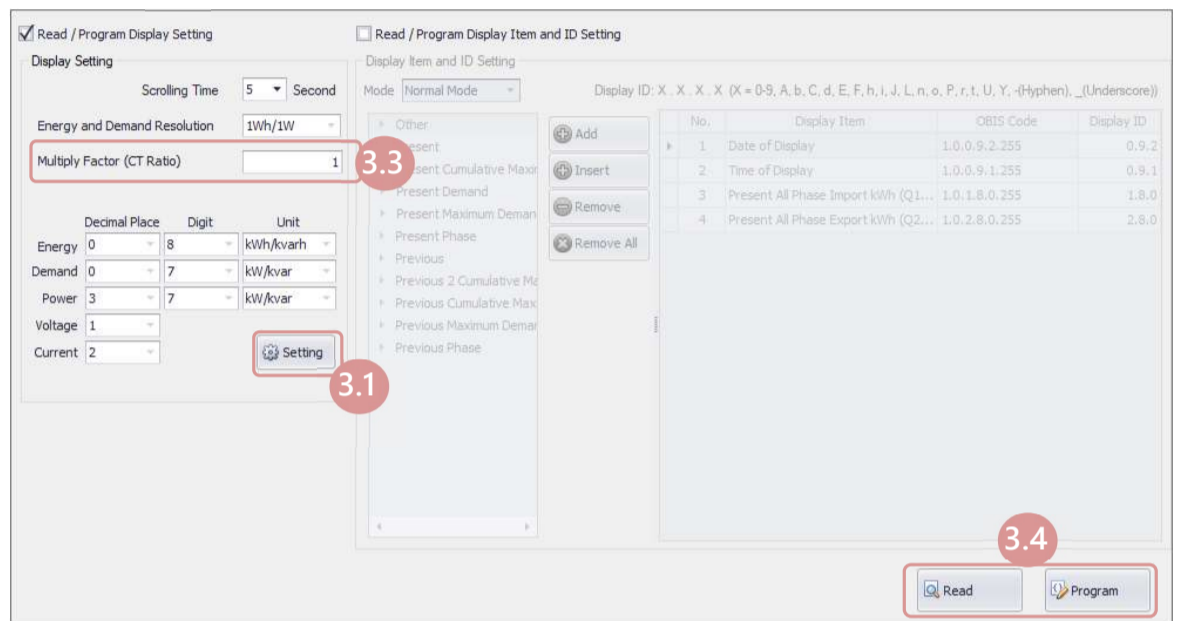 Read / Program Display Setting
Display Setting
Scrolling Time 5 Second
Energy and Demand Resolution 1Wh/1W
Multiply Factor (CT Ratio) 1
3.3
Decimal Place Digit Unit
Energy 0 8 kWh/kvarh
Demand 0 7 kW/kvar
Power 3 7 kW/kvar
Voltage 1
Current 2
Setting
3.1
Read / Program Display Item and ID Setting
Display Item and ID Setting
Mode Normal Mode
Display ID: X . X . X . X (X = 0-9, A, b, C, d, E, F, h, i, J, L, n, o, P, r, t, U, Y, -(Hyphen), _(Underscore))
Other
Present Cumulative Maxim
Present Demand
Present Maximum Deman
Present Phase
Previous
Previous 2 Cumulative Ma
Previous Cumulative Max
Previous Maximum Demar
Previous Phase
Add
Insert
Remove
Remove All
No. Display Item OBIS Code Display ID
1 Date of Display 1.0.0.9.2.255 0.9.2
2 Time of Display 1.0.0.9.1.255 0.9.1
3 Present All Phase Import kWh (Q1... 1.0.1.8.0.255 1.8.0
4 Present All Phase Export kWh (Q2... 1.0.2.8.0.255 2.8.0
3.4
Read
Program